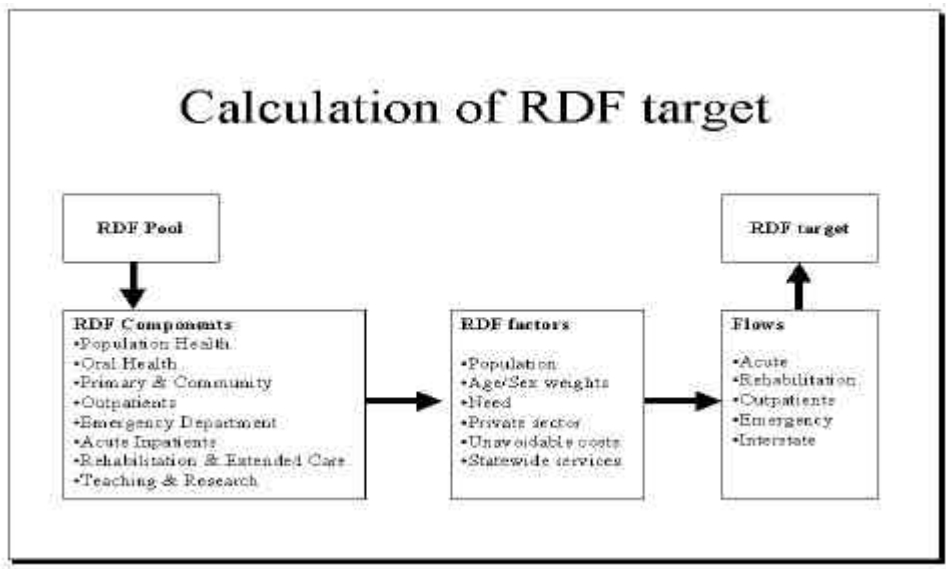 Calculation of RDF target
RDF Pool
RDF target
RDF Components
•Population Health
•Oral Health
•Primary & Community
•Outpatients
•Emergency Department
•Acute Inpatients
•Rehabilitation & Extended Care
•Teaching & Research
RDF factors
•Population
•Age/Sex weights
•Need
•Private sector
•Unavoidable costs
•Statewide services
Flows
•Acute
•Rehabilitation
•Outpatients
•Emergency
•Interstate